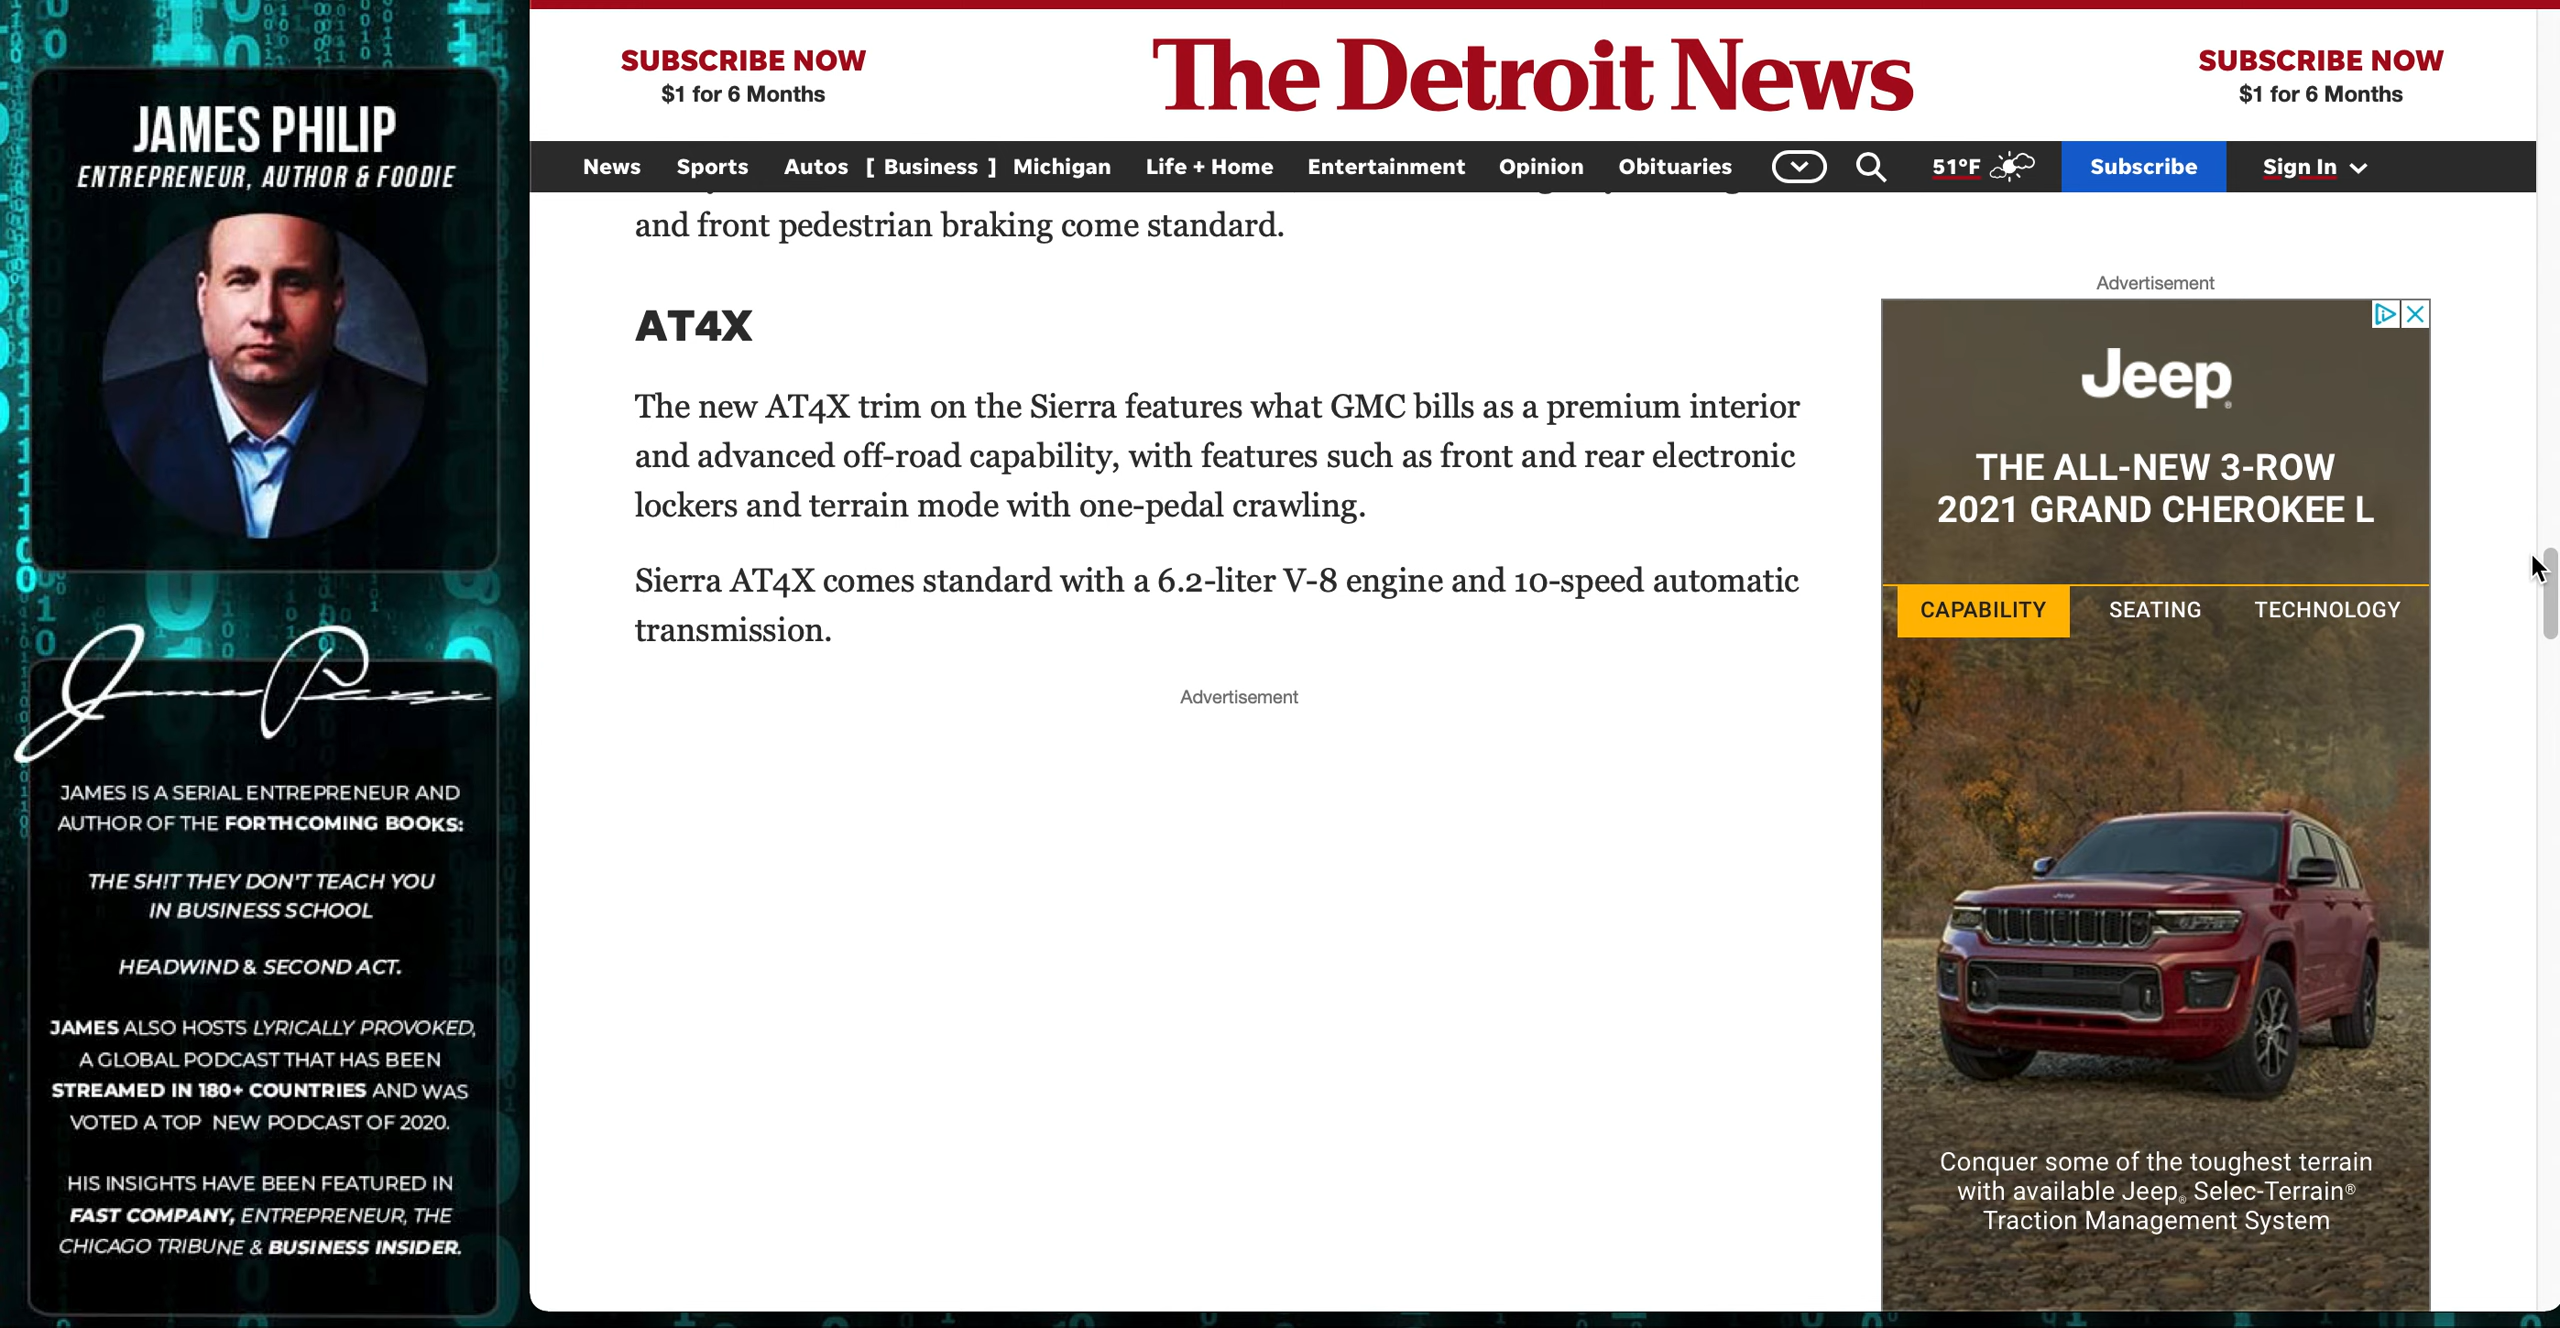 JAMES PHILIP
ENTREPRENEUR, AUTHOR & FOODIE
James
JAMES IS A SERIAL ENTREPRENEUR AND
AUTHOR OF THE FORTHCOMING BOOKS:
THE SH!T THEY DON'T TEACH YOU
IN BUSINESS SCHOOL
HEADWIND & SECOND ACT.
JAMES ALSO HOSTS LYRICALLY PROVOKED,
A GLOBAL PODCAST THAT HAS BEEN
STREAMED IN 180+ COUNTRIES AND WAS
VOTED A TOP NEW PODCAST OF 2020.
HIS INSIGHTS HAVE BEEN FEATURED IN
FAST COMPANY, ENTREPRENEUR, THE
CHICAGO TRIBUNE & BUSINESS INSIDER.
SUBSCRIBE NOW
$1 for 6 Months
The Detroit News
SUBSCRIBE NOW
$1 for 6 Months
News Sports Autos [ Business ] Michigan Life + Home Entertainment Opinion Obituaries 51°F Subscribe Sign In
and front pedestrian braking come standard.
AT4X
The new AT4X trim on the Sierra features what GMC bills as a premium interior
and advanced off-road capability, with features such as front and rear electronic
lockers and terrain mode with one-pedal crawling.
Sierra AT4X comes standard with a 6.2-liter V-8 engine and 10-speed automatic
transmission.
Advertisement
Advertisement
Jeep®
THE ALL-NEW 3-ROW
2021 GRAND CHEROKEE L
CAPABILITY SEATING TECHNOLOGY
Conquer some of the toughest terrain
with available Jeep® Selec-Terrain®
Traction Management System